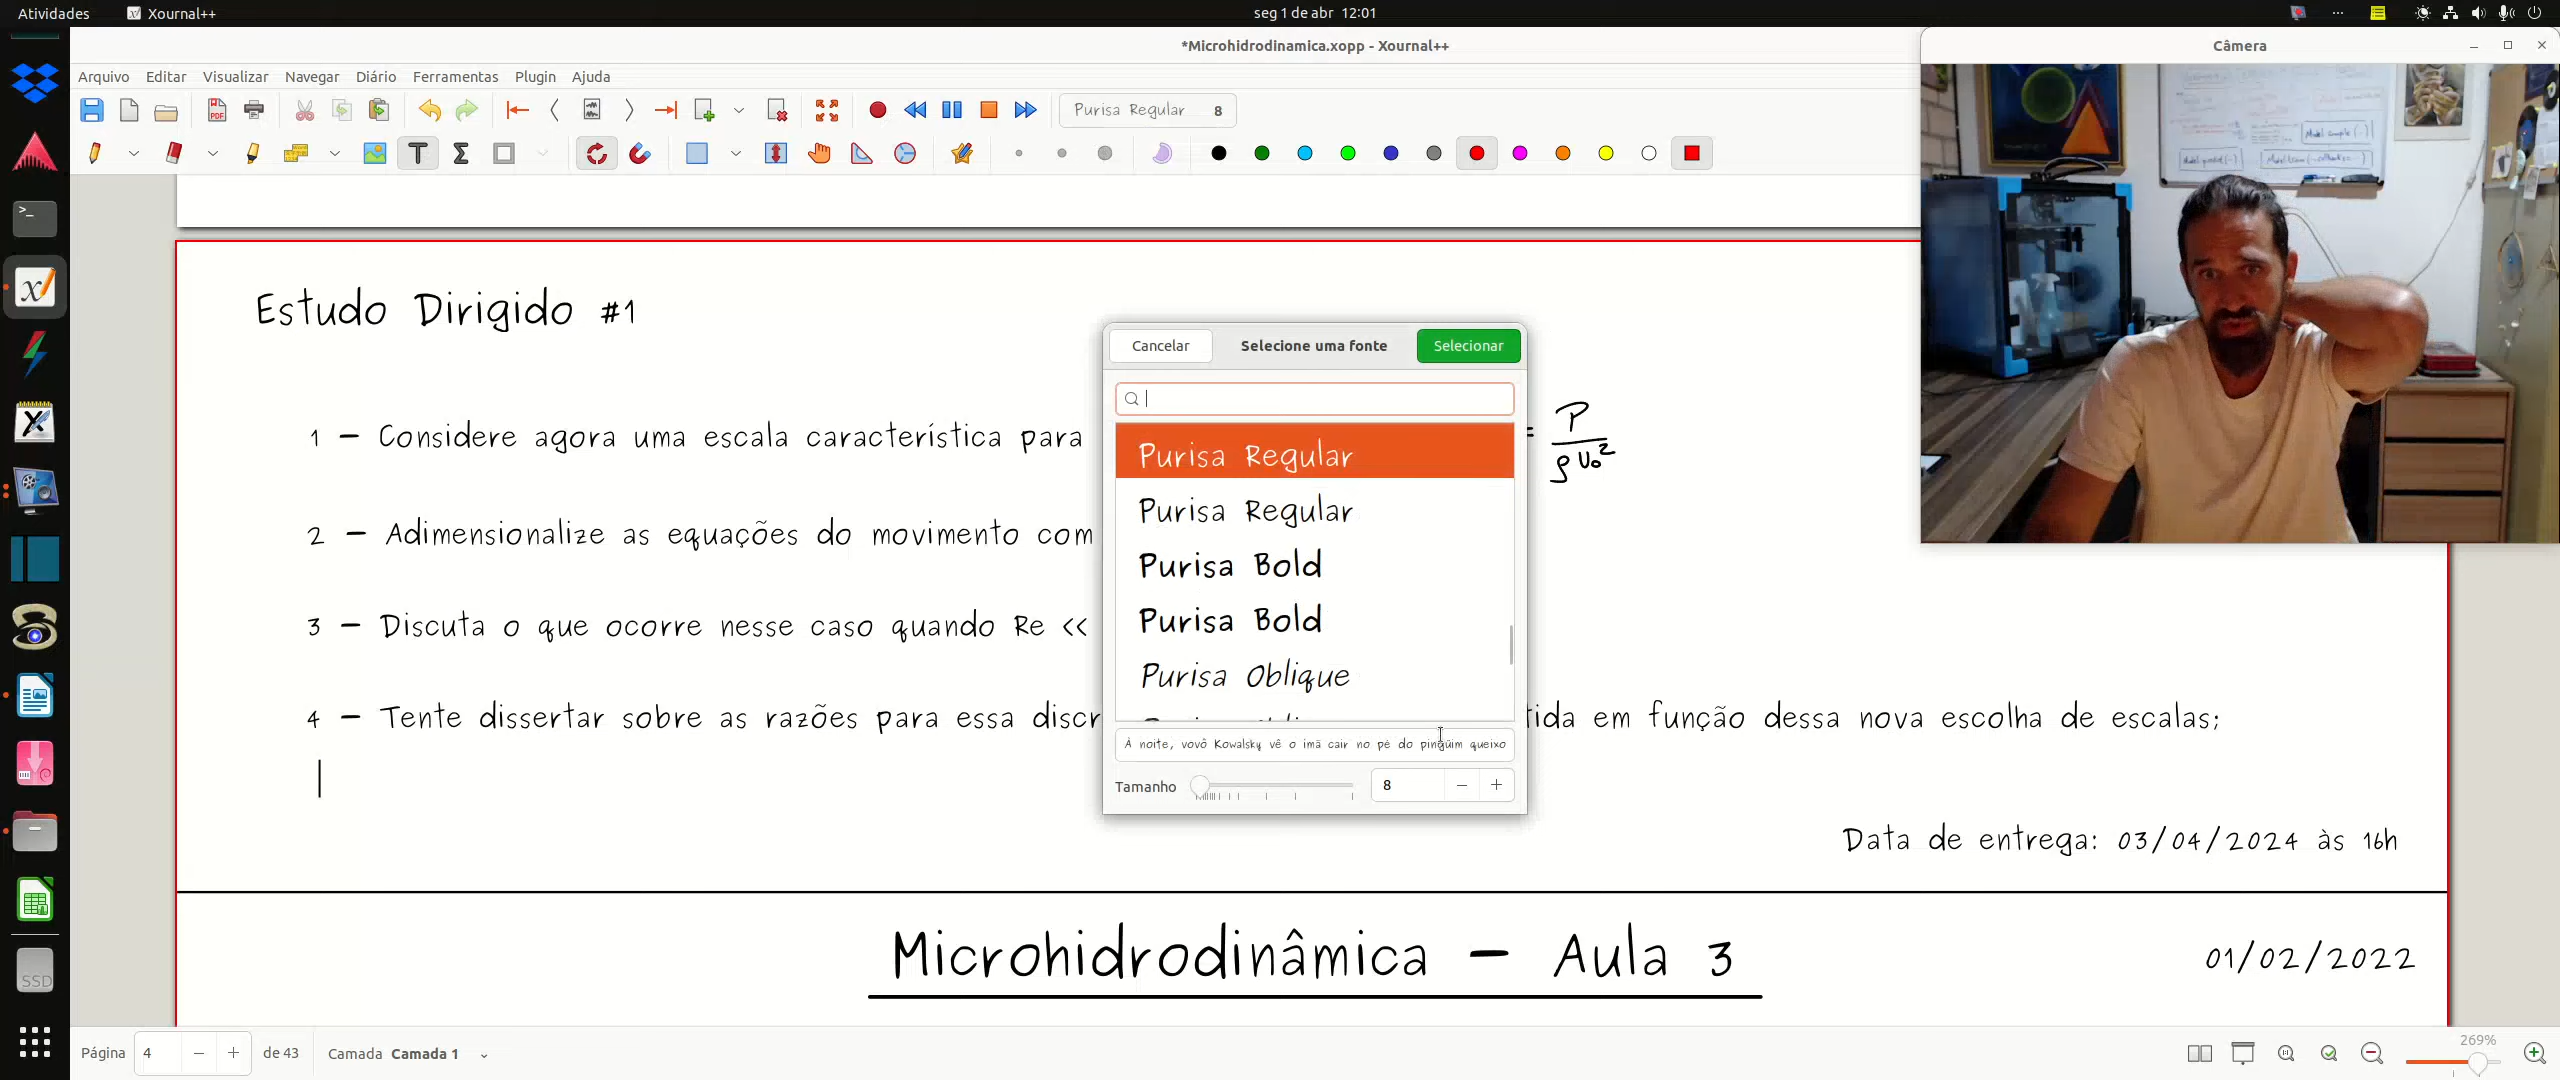 Atividades
Xournal++
seg 1 de abr 12:01
*Microhidrodinamica.xopp - Xournal++
Câmera
Arquivo Editar Visualizar Navegar Diário Ferramentas Plugin Ajuda
Purisa Regular 8
Estudo Dirigido #1
Cancelar
Selecione uma fonte
Selecionar
1 - Considere agora uma escala característica para
= P
ρ U₀²
Purisa Regular
Purisa Regular
Purisa Bold
Purisa Bold
Purisa Oblique
2 - Adimensionalize as equações do movimento com
3 - Discuta o que ocorre nesse caso quando Re <<
4 - Tente dissertar sobre as razões para essa discr
tida em função dessa nova escolha de escalas;
À noite, vovô Kowalsky vê o ímã cair no pé do pingüim queixo
Tamanho 8
Data de entrega: 03/04/2024 às 16h
Microhidrodinâmica - Aula 3
01/02/2022
SSD
Página 4 de 43 Camada Camada 1
269%